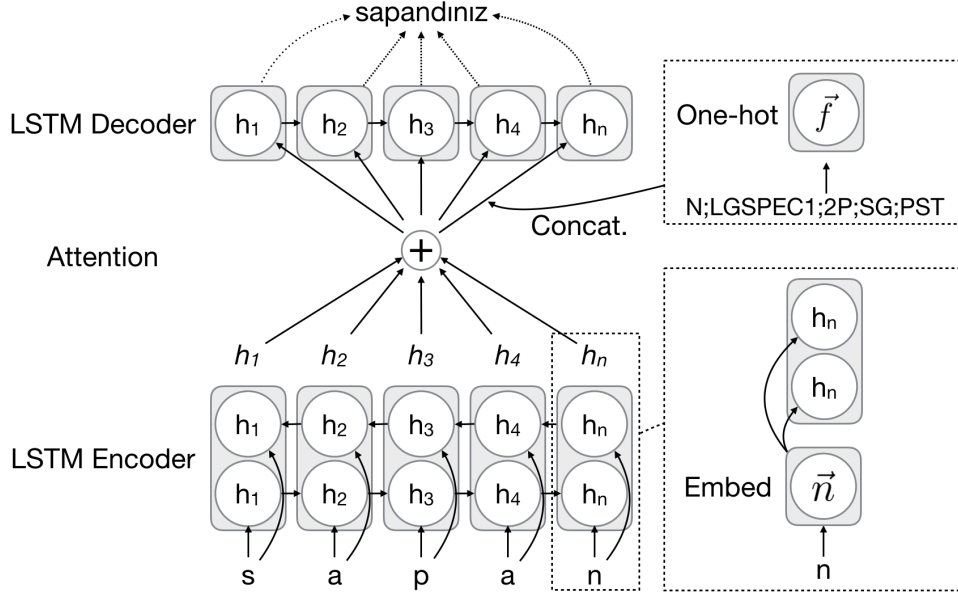 sapandınız
LSTM Decoder
h1 h2 h3 h4 hn
One-hot
f
N;LGSPEC1;2P;SG;PST
Concat.
Attention
+
h1 h2 h3 h4 hn
LSTM Encoder
h1 h2 h3 h4 hn
h1 h2 h3 h4 hn
s a p a n
hn
hn
Embed
n
n